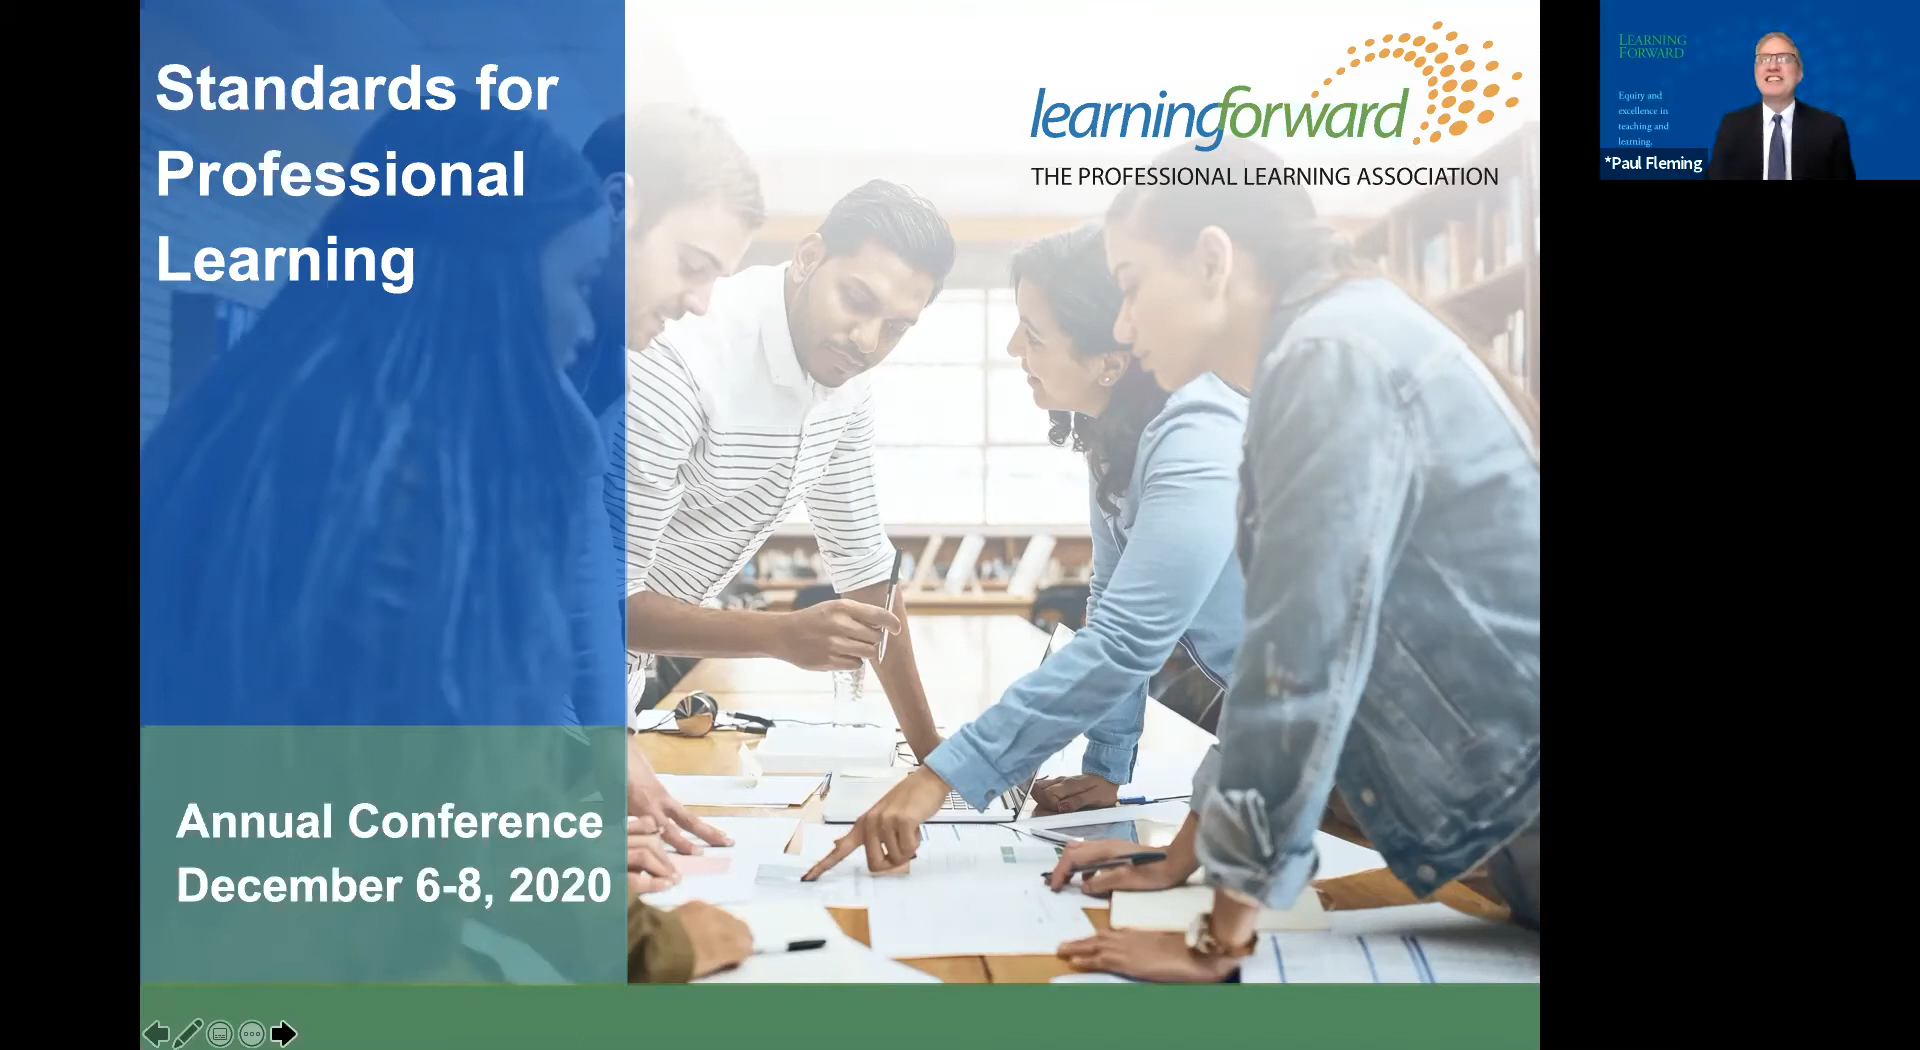 Standards for
Professional
Learning
learningforward
THE PROFESSIONAL LEARNING ASSOCIATION
Annual Conference
December 6-8, 2020
LEARNING
FORWARD
Equity and
excellence in
teaching and
learning.
*Paul Fleming